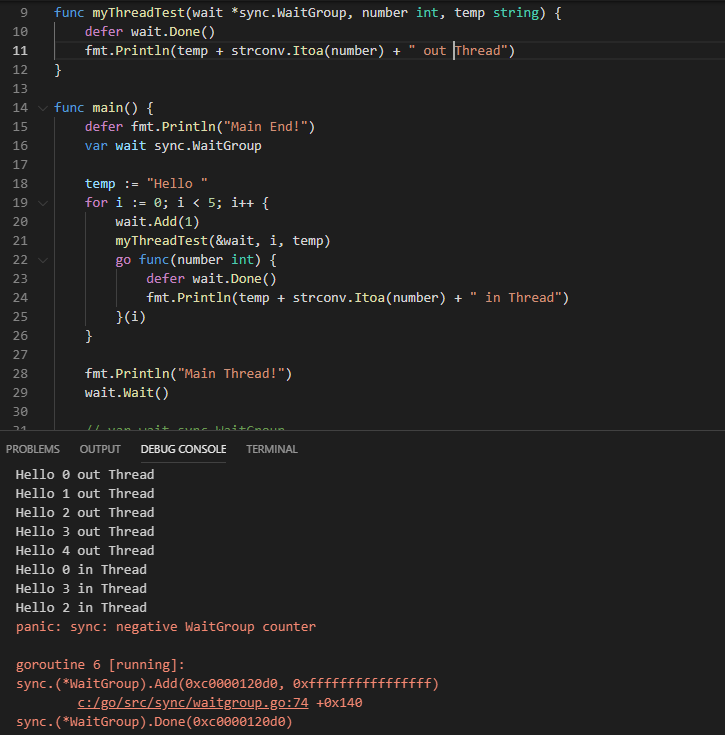 9 func myThreadTest(wait *sync.WaitGroup, number int, temp string) {
10 defer wait.Done()
11 fmt.Println(temp + strconv.Itoa(number) + " out Thread")
12 }
13
14 func main() {
15 defer fmt.Println("Main End!")
16 var wait sync.WaitGroup
17
18 temp := "Hello "
19 for i := 0; i < 5; i++ {
20 wait.Add(1)
21 myThreadTest(&wait, i, temp)
22 go func(number int) {
23 defer wait.Done()
24 fmt.Println(temp + strconv.Itoa(number) + " in Thread")
25 }(i)
26 }
27
28 fmt.Println("Main Thread!")
29 wait.Wait()
30
31 // var wait sync.WaitGroup
PROBLEMS OUTPUT DEBUG CONSOLE TERMINAL
Hello 0 out Thread
Hello 1 out Thread
Hello 2 out Thread
Hello 3 out Thread
Hello 4 out Thread
Hello 0 in Thread
Hello 3 in Thread
Hello 2 in Thread
panic: sync: negative WaitGroup counter
goroutine 6 [running]:
sync.(*WaitGroup).Add(0xc0000120d0, 0xffffffffffffffff)
c:/go/src/sync/waitgroup.go:74 +0x140
sync.(*WaitGroup).Done(0xc0000120d0)